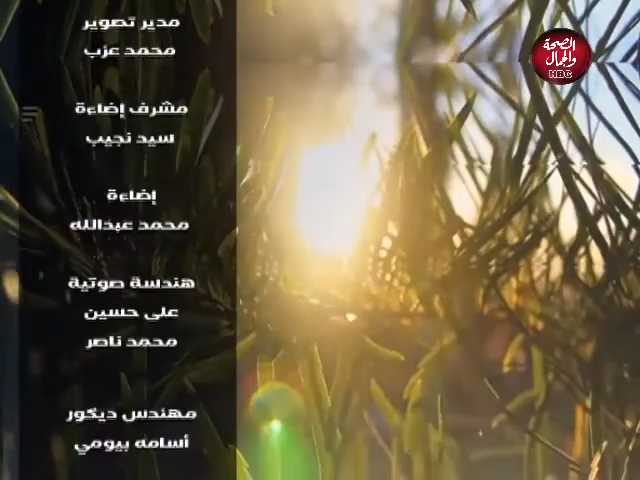 مدير تصوير
محمد عزب
مشرف إضاءة
سيد نجيب
إضاءة
محمد عبدالله
هندسة صوتية
على حسين
محمد ناصر
مهندس ديكور
أسامه بيومي
الصحة
والجمال
HBC